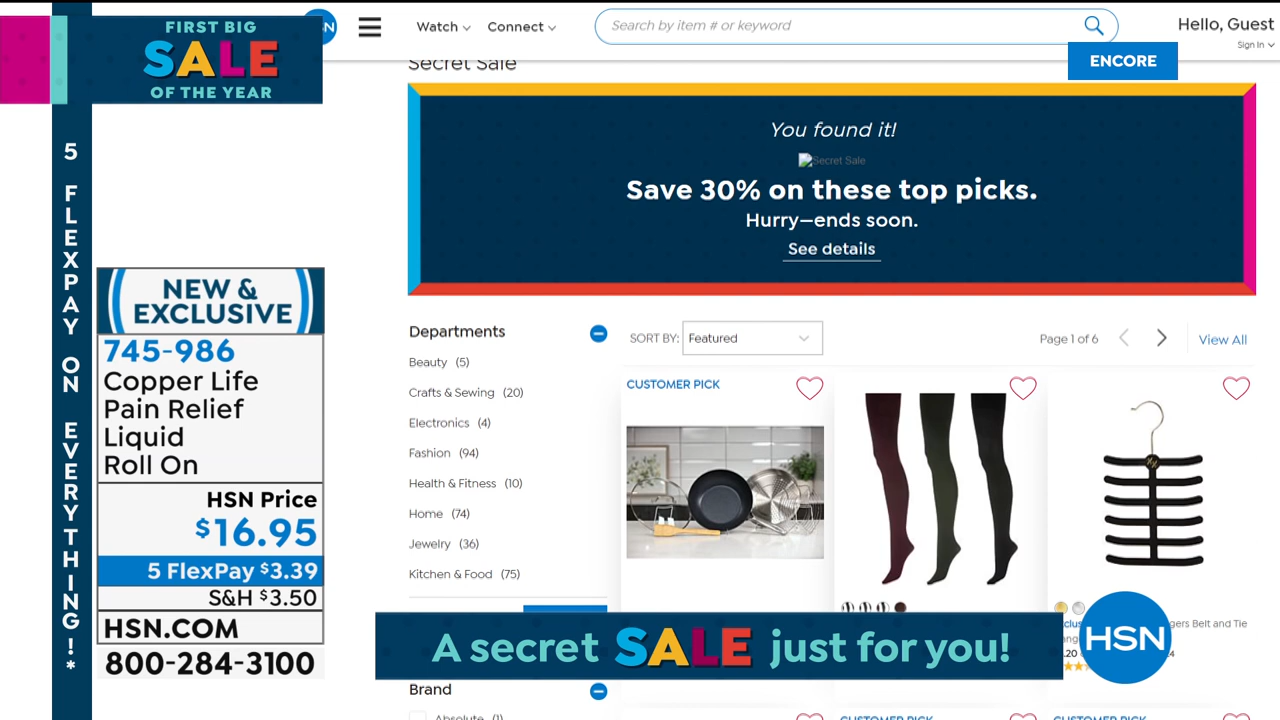 FIRST BIG
SALE
OF THE YEAR
Watch
Connect
Search by item # or keyword
Hello, Guest
Sign In
ENCORE
Secret Sale
You found it!
Secret Sale
Save 30% on these top picks.
Hurry—ends soon.
See details
5 FLEXPAY ON EVERYTHING!*
NEW &
EXCLUSIVE
745-986
Copper Life
Pain Relief
Liquid
Roll On
HSN Price
$16.95
5 FlexPay $3.39
S&H $3.50
HSN.COM
800-284-3100
Departments
Beauty (5)
Crafts & Sewing (20)
Electronics (4)
Fashion (94)
Health & Fitness (10)
Home (74)
Jewelry (36)
Kitchen & Food (75)
Brand
Absolute (1)
SORT BY: Featured
Page 1 of 6
View All
CUSTOMER PICK
Belt and Tie
A secret SALE just for you!
HSN
CUSTOMER PICK
CUSTOMER PICK